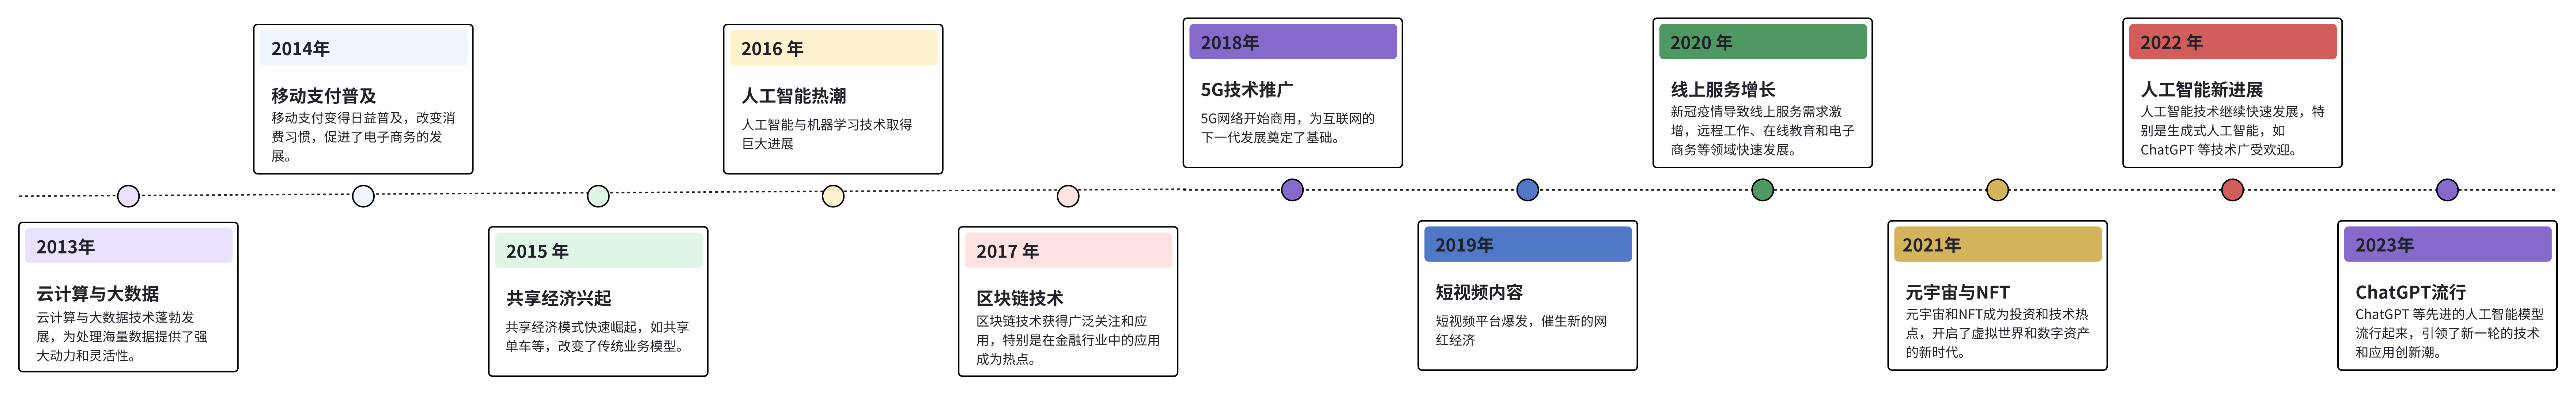 2013年
云计算与大数据
云计算与大数据技术蓬勃发
展，为处理海量数据提供了强
大动力和灵活性。
2014年
移动支付普及
移动支付变得日益普及，改变消
费习惯，促进了电子商务的发
展。
2015 年
共享经济兴起
共享经济模式快速崛起，如共享
单车等，改变了传统业务模型。
2016 年
人工智能热潮
人工智能与机器学习技术取得
巨大进展
2017 年
区块链技术
区块链技术获得广泛关注和应
用，特别是在金融行业中的应用
成为热点。
2018年
5G技术推广
5G网络开始商用，为互联网的
下一代发展奠定了基础。
2019年
短视频内容
短视频平台爆发，催生新的网
红经济
2020 年
线上服务增长
新冠疫情导致线上服务需求激
增，远程工作、在线教育和电子
商务等领域快速发展。
2021年
元宇宙与NFT
元宇宙和NFT成为投资和技术热
点，开启了虚拟世界和数字资产
的新时代。
2022 年
人工智能新进展
人工智能技术继续快速发展，特
别是生成式人工智能，如
ChatGPT 等技术广受欢迎。
2023年
ChatGPT流行
ChatGPT 等先进的人工智能模型
流行起来，引领了新一轮的技术
和应用创新潮。